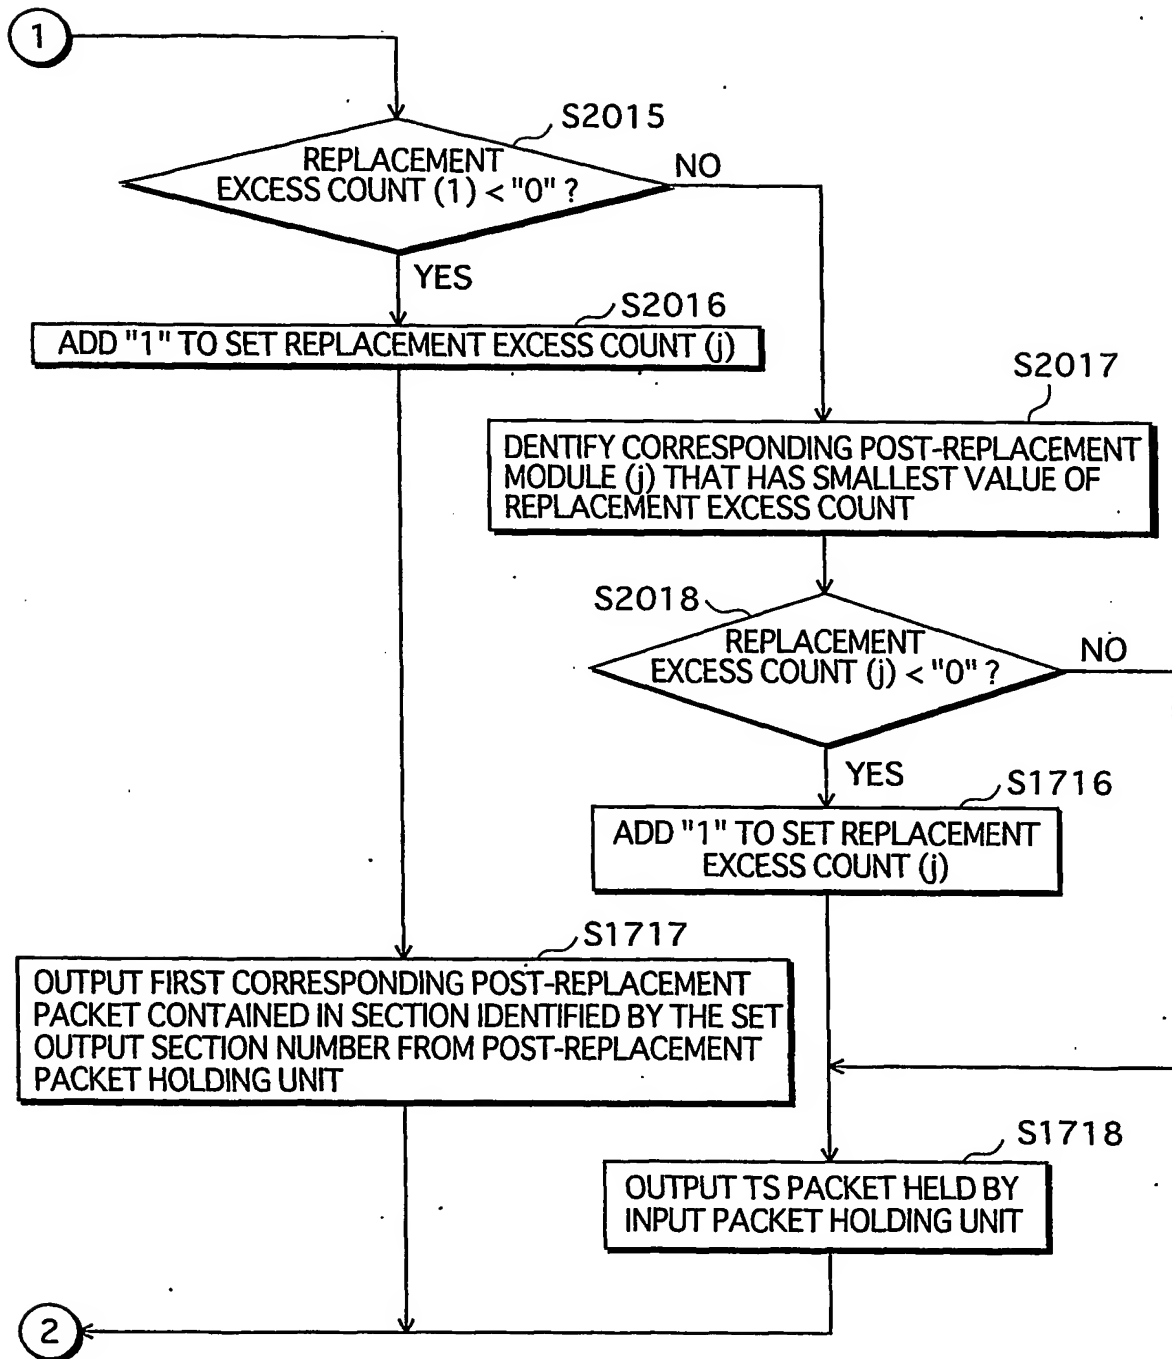 1
S2015
REPLACEMENT
EXCESS COUNT (1) < "0" ?
NO
YES
S2016
ADD "1" TO SET REPLACEMENT EXCESS COUNT (j)
S2017
DENTIFY CORRESPONDING POST-REPLACEMENT
MODULE (j) THAT HAS SMALLEST VALUE OF
REPLACEMENT EXCESS COUNT
S2018
REPLACEMENT
EXCESS COUNT (j) < "0" ?
NO
YES
S1716
ADD "1" TO SET REPLACEMENT
EXCESS COUNT (j)
S1717
OUTPUT FIRST CORRESPONDING POST-REPLACEMENT
PACKET CONTAINED IN SECTION IDENTIFIED BY THE SET
OUTPUT SECTION NUMBER FROM POST-REPLACEMENT
PACKET HOLDING UNIT
S1718
OUTPUT TS PACKET HELD BY
INPUT PACKET HOLDING UNIT
2